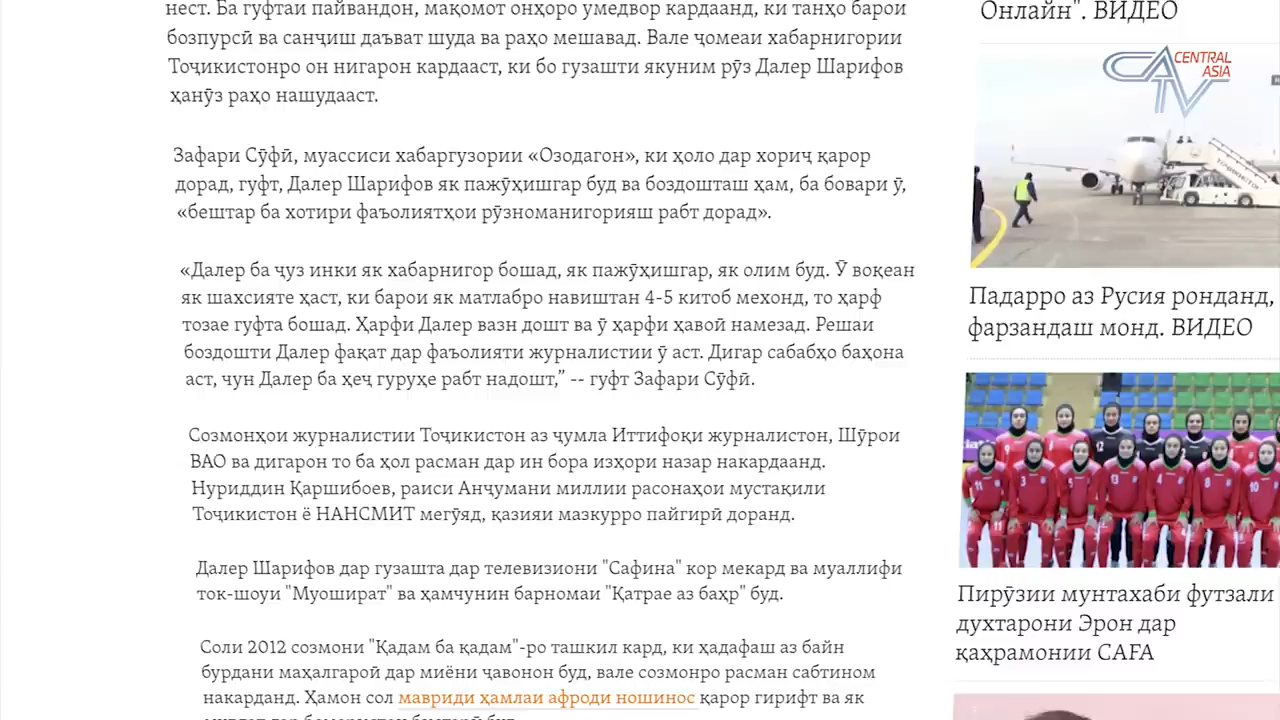 нест. Ба гуфтаи пайвандон, мақомот онҳоро умедвор кардаанд, ки танҳо барои
бозпурсӣ ва санҷиш даъват шуда ва раҳо мешавад. Вале ҷомеаи хабарнигории
Тоҷикистонро он нигарон кардааст, ки бо гузашти якуним рӯз Далер Шарифов
ҳанӯз раҳо нашудааст.
Зафари Сӯфӣ, муассиси хабаргузории «Озодагон», ки ҳоло дар хориҷ қарор
дорад, гуфт, Далер Шарифов як пажӯҳишгар буд ва боздошташ ҳам, ба бовари ӯ,
«бештар ба хотири фаъолиятҳои рӯзноманигорияш рабт дорад».
«Далер ба ҷуз инки як хабарнигор бошад, як пажӯҳишгар, як олим буд. Ӯ воқеан
як шахсияте ҳаст, ки барои як матлабро навиштан 4-5 китоб мехонд, то ҳарф
тозае гуфта бошад. Ҳарфи Далер вазн дошт ва ӯ ҳарфи ҳавоӣ намезад. Решаи
боздошти Далер фақат дар фаъолияти журналистии ӯ аст. Дигар сабабҳо баҳона
аст, чун Далер ба ҳеҷ гуруҳе рабт надошт,” -- гуфт Зафари Сӯфӣ.
Созмонҳои журналистии Тоҷикистон аз ҷумла Иттифоқи журналистон, Шӯрои
ВАО ва дигарон то ба ҳол расман дар ин бора изҳори назар накардаанд.
Нуриддин Қаршибоев, раиси Анҷумани миллии расонаҳои мустақили
Тоҷикистон ё НАНСМИТ мегӯяд, қазияи мазкурро пайгирӣ доранд.
Далер Шарифов дар гузашта дар телевизиони "Сафина" кор мекард ва муаллифи
ток-шоуи "Муошират" ва ҳамчунин барномаи "Қатрае аз баҳр" буд.
Соли 2012 созмони "Қадам ба қадам"-ро ташкил кард, ки ҳадафаш аз байн
бурдани маҳалгароӣ дар миёни ҷавонон буд, вале созмонро расман сабтином
накарданд. Ҳамон сол мавриди ҳамлаи афроди ношинос қарор гирифт ва як
Онлайн". ВИДЕО
CATV CENTRAL
ASIA
Падарро аз Русия ронданд,
фарзандаш монд. ВИДЕО
Пирӯзии мунтахаби футзали
духтарони Эрон дар
қаҳрамонии CAFA